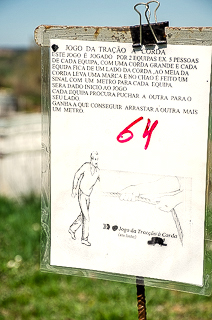 JOGO DA TRACÇÃO À CORDA
ESTE JOGO É JOGADO POR 2 EQUIPAS EX. 5 PESSOAS
DE CADA EQUIPA, COM UMA CORDA GRANDE E CADA
EQUIPA FICA DE UM LADO DA CORDA, AO MEIO DA
CORDA LEVA UMA MARCA E NO CHÃO É FEITO UM
SINAL COM UM METRO PARA CADA EQUIPA.
SERÁ DADO INÍCIO AO JOGO
CADA EQUIPA PROCURA PUCHAR A OUTRA PARA O
SEU LADO
GANHA A QUE CONSEGUIR ARRASTAR A OUTRA MAIS
UM METRO.
64
Jogo da Tracção à Corda
(em lado)